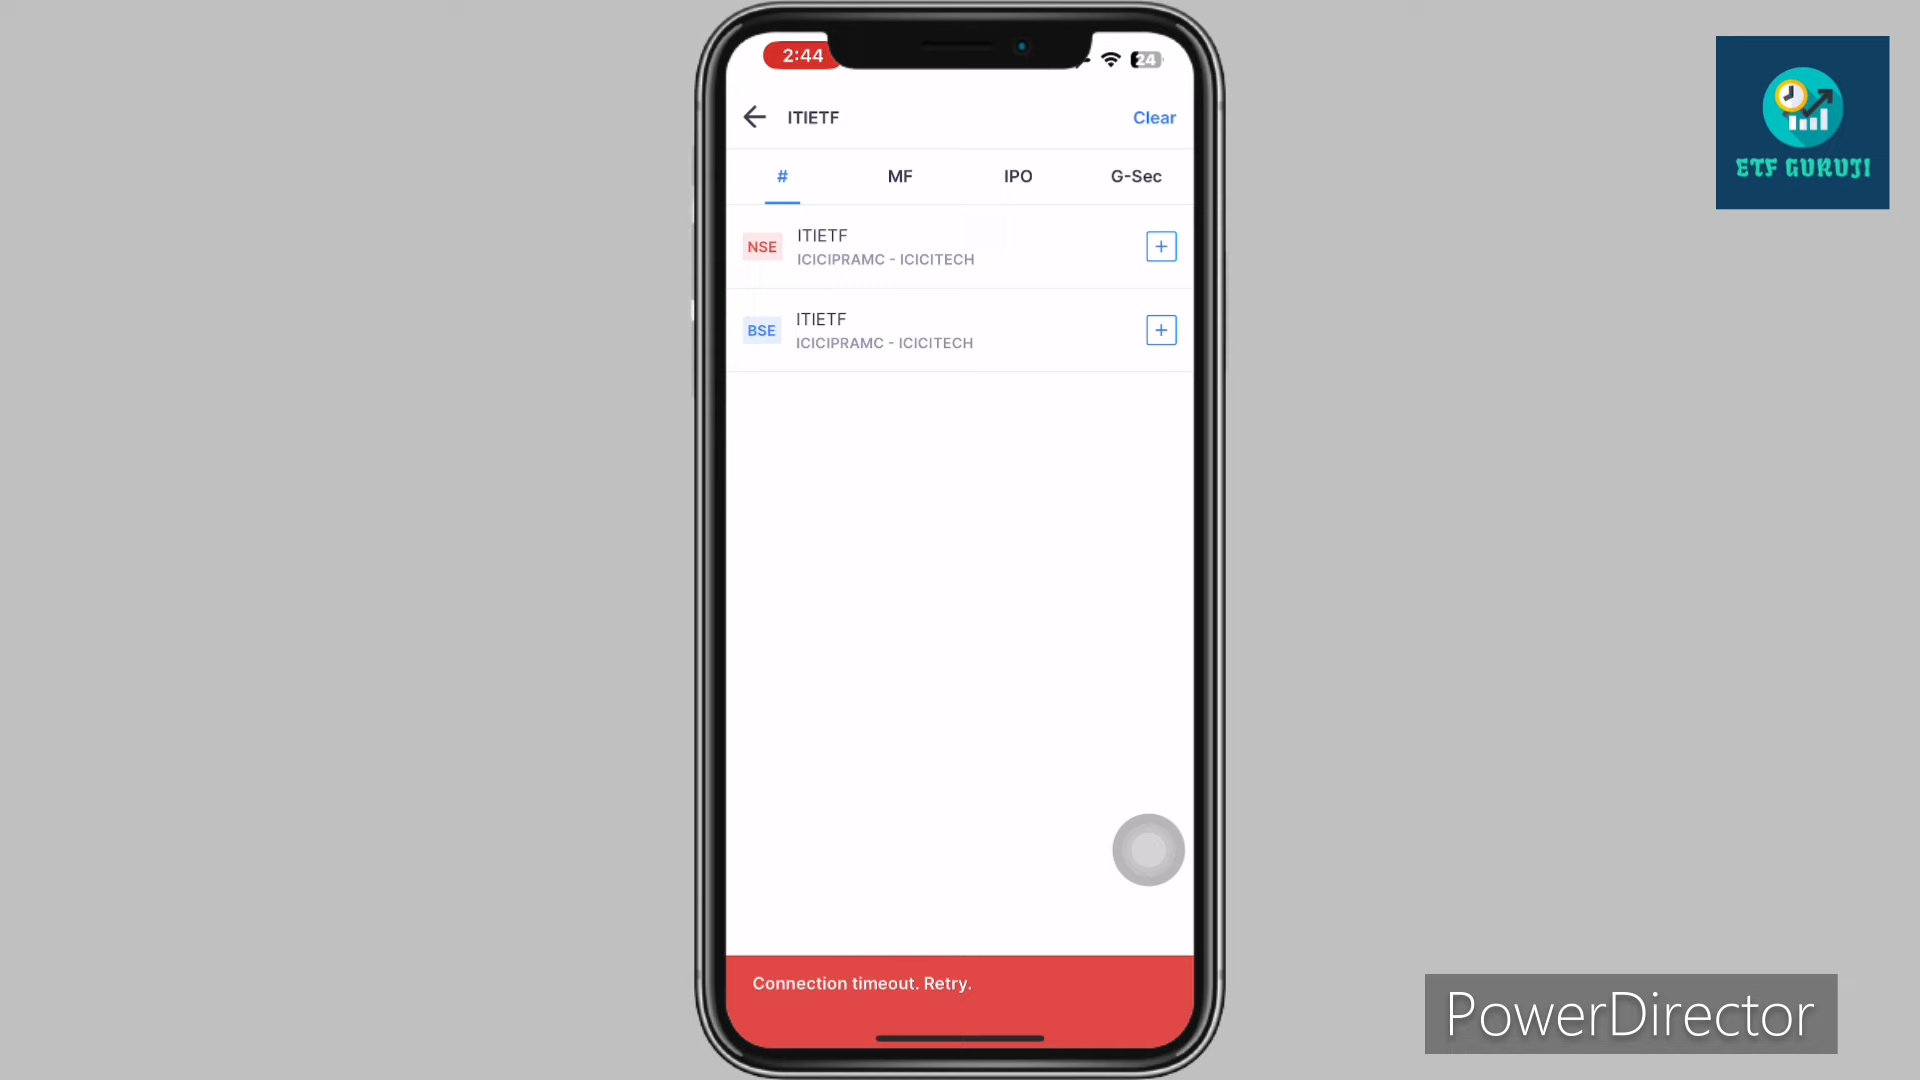 2:44
24
ITIETF
Clear
#
MF
IPO
G-Sec
NSE
ITIETF
ICICIPRAMC - ICICITECH
BSE
ITIETF
ICICIPRAMC - ICICITECH
Connection timeout. Retry.
ETF GURUJI
PowerDirector